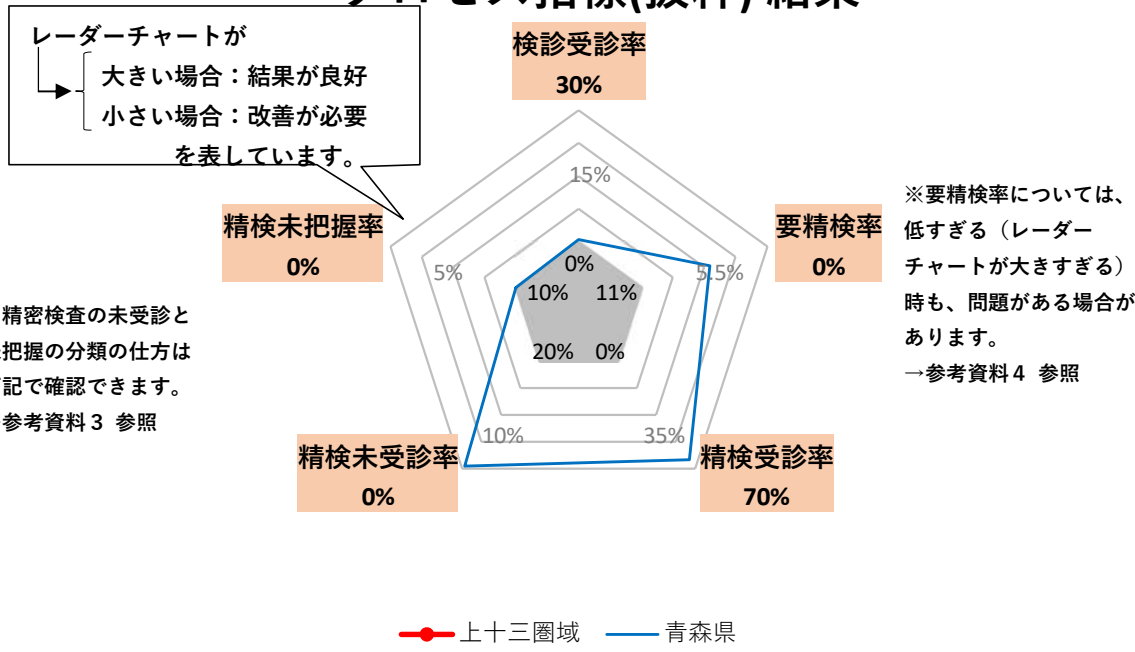 レーダーチャートが
大きい場合：結果が良好
小さい場合：改善が必要
を表しています。
検診受診率
30%
精検未把握率
0%
要精検率
0%
※要精検率については、
低すぎる（レーダー
チャートが大きすぎる）
時も、問題がある場合が
あります。
→参考資料４ 参照
精密検査の未受診と
把握の分類の仕方は
記で確認できます。
参考資料３ 参照
15%
5%
5.5%
0%
10%
11%
20%
0%
10%
35%
精検未受診率
0%
精検受診率
70%
上十三圏域
青森県